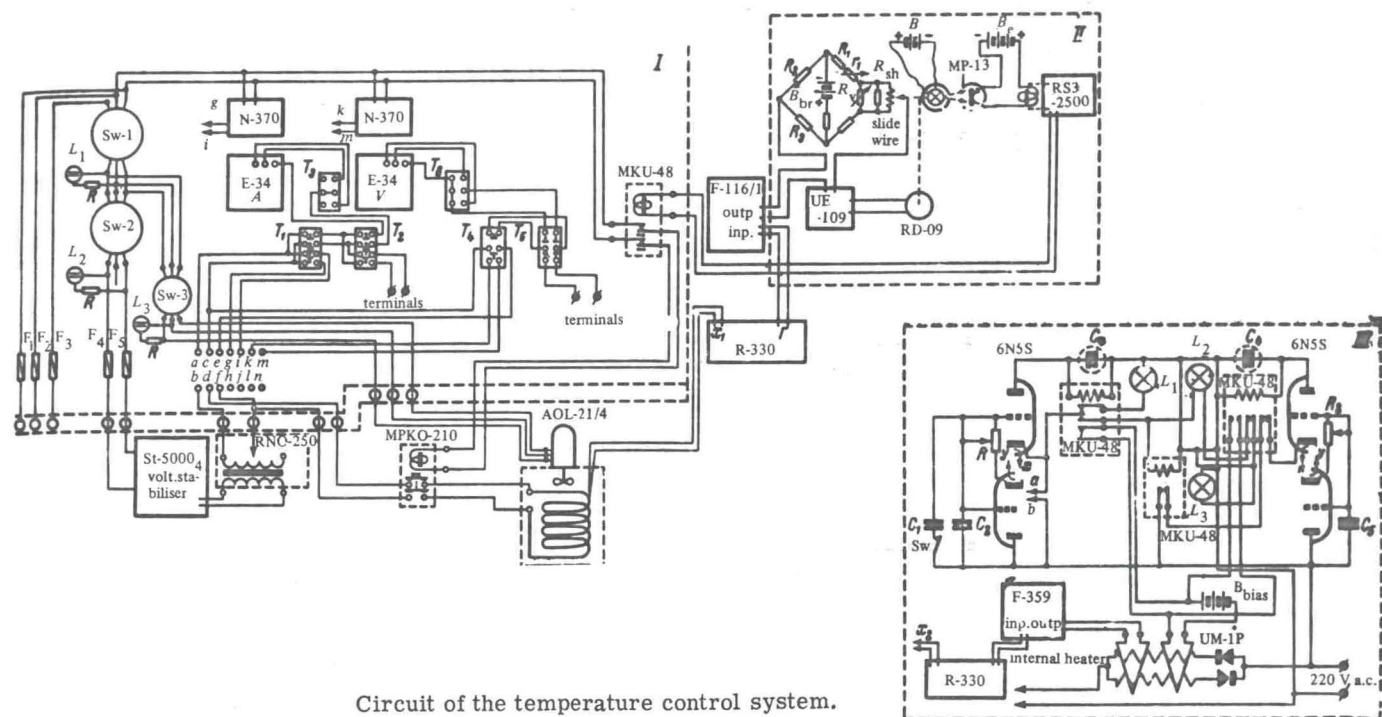 I
g
i
N-370
k
m
N-370
Sw-1
L1
R
E-34
A
T3
E-34
V
T6
MKU-48
Sw-2
T1
T2
T4
T5
L2
R
Sw-3
terminals
terminals
L3
R
F1
F2
F3
F4
F5
a c e g i k m
b d f h j l n
St-5000
volt.sta-
biliser
RNO-250
MPKO-210
AOL-21/4
II
B
B
MP-13
R1
r1
Rsh
Bbr
slide
wire
RS3
-2500
F-116/1
outp
inp.
UE
-109
RD-09
x1
R-330
III
6N5S
L2
6N5S
MKU-48
L1
MKU-48
R
a
b
L3
MKU-48
C1
C2
Sw
C5
F-359
inp.outp
Bbias
UM-1P
x2
internal heater
R-330
220 V a.c.
Circuit of the temperature control system.